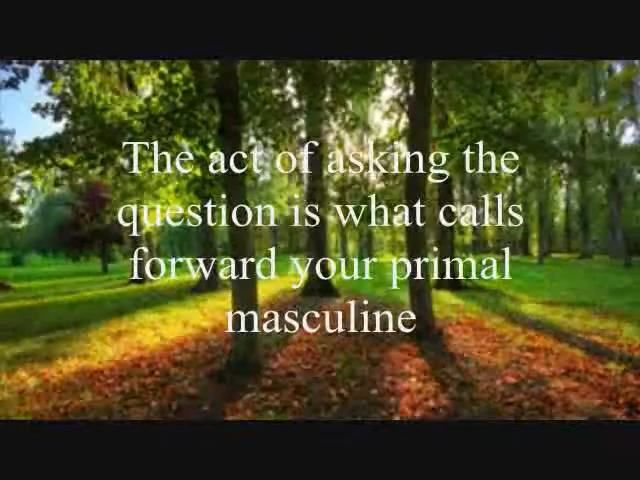 The act of asking the
question is what calls
forward your primal
masculine